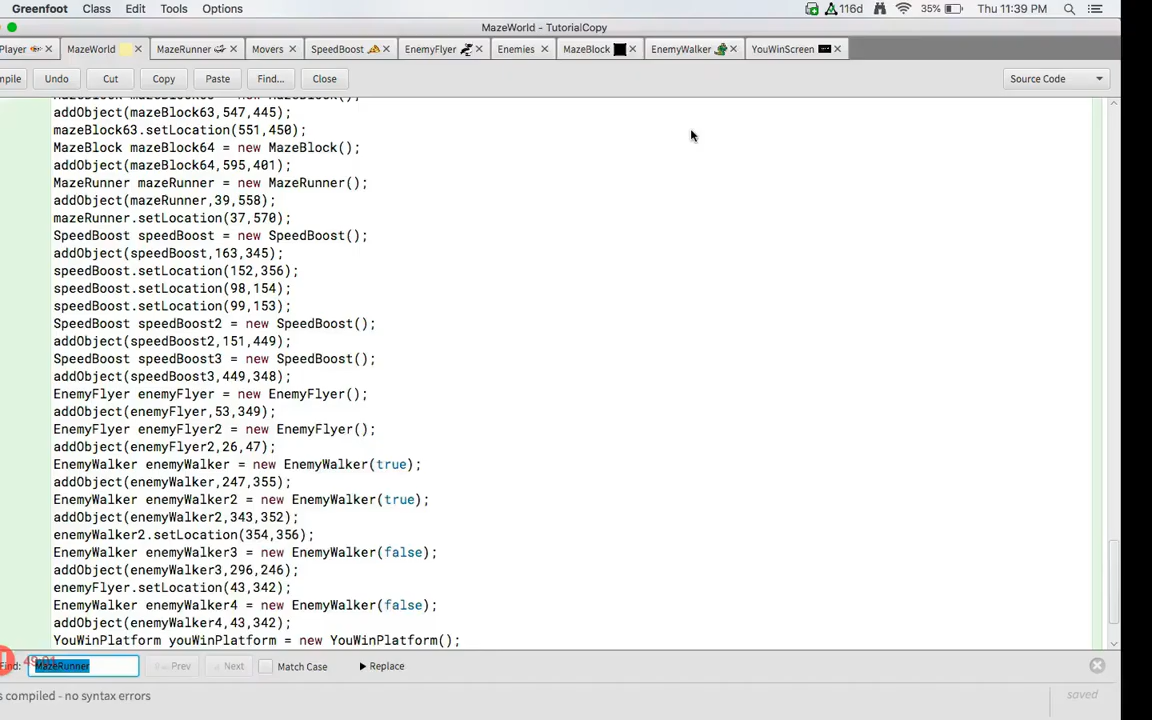 Greenfoot Class Edit Tools Options 116d 35% Thu 11:39 PM
MazeWorld - TutorialCopy
Player MazeWorld MazeRunner Movers SpeedBoost EnemyFlyer Enemies MazeBlock EnemyWalker YouWinScreen
mpile Undo Cut Copy Paste Find... Close Source Code
addObject(mazeBlock63,547,445);
mazeBlock63.setLocation(551,450);
MazeBlock mazeBlock64 = new MazeBlock();
addObject(mazeBlock64,595,401);
MazeRunner mazeRunner = new MazeRunner();
addObject(mazeRunner,39,558);
mazeRunner.setLocation(37,570);
SpeedBoost speedBoost = new SpeedBoost();
addObject(speedBoost,163,345);
speedBoost.setLocation(152,356);
speedBoost.setLocation(98,154);
speedBoost.setLocation(99,153);
SpeedBoost speedBoost2 = new SpeedBoost();
addObject(speedBoost2,151,449);
SpeedBoost speedBoost3 = new SpeedBoost();
addObject(speedBoost3,449,348);
EnemyFlyer enemyFlyer = new EnemyFlyer();
addObject(enemyFlyer,53,349);
EnemyFlyer enemyFlyer2 = new EnemyFlyer();
addObject(enemyFlyer2,26,47);
EnemyWalker enemyWalker = new EnemyWalker(true);
addObject(enemyWalker,247,355);
EnemyWalker enemyWalker2 = new EnemyWalker(true);
addObject(enemyWalker2,343,352);
enemyWalker2.setLocation(354,356);
EnemyWalker enemyWalker3 = new EnemyWalker(false);
addObject(enemyWalker3,296,246);
enemyFlyer.setLocation(43,342);
EnemyWalker enemyWalker4 = new EnemyWalker(false);
addObject(enemyWalker4,43,342);
YouWinPlatform youWinPlatform = new YouWinPlatform();
Find: MazeRunner Prev Next Match Case Replace
s compiled - no syntax errors saved